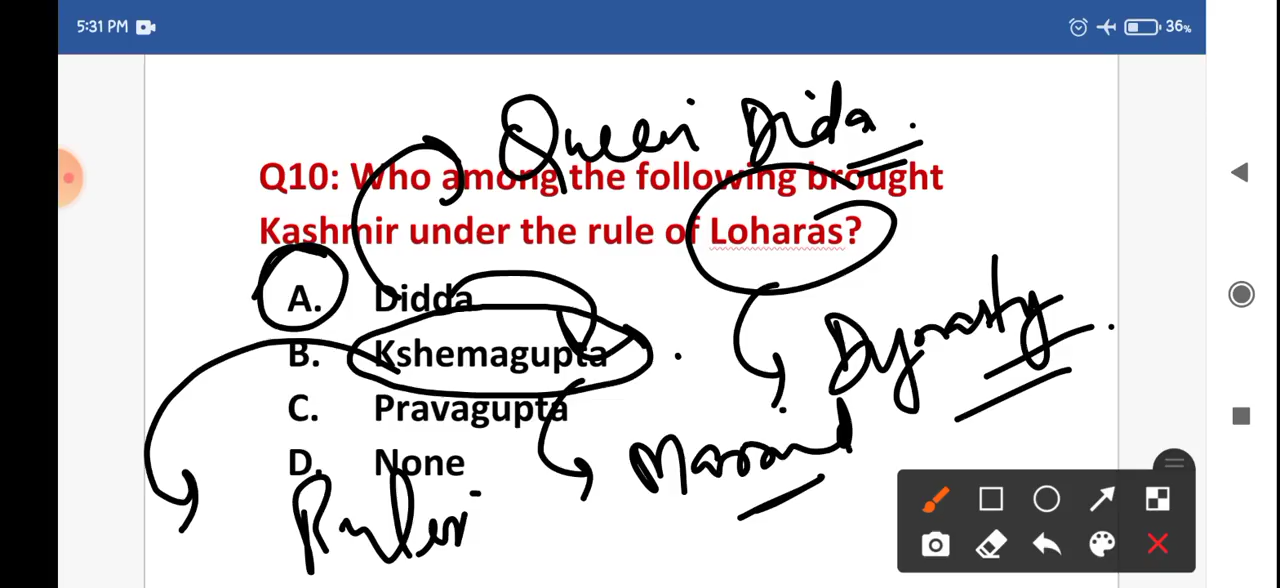 5:31 PM
36%
Queen Dida.
Q10: Who among the following brought
Kashmir under the rule of Loharas?
A. Didda
B. Kshemagupta
Dynasty.
C. Pravagupta
D. None
Ruler